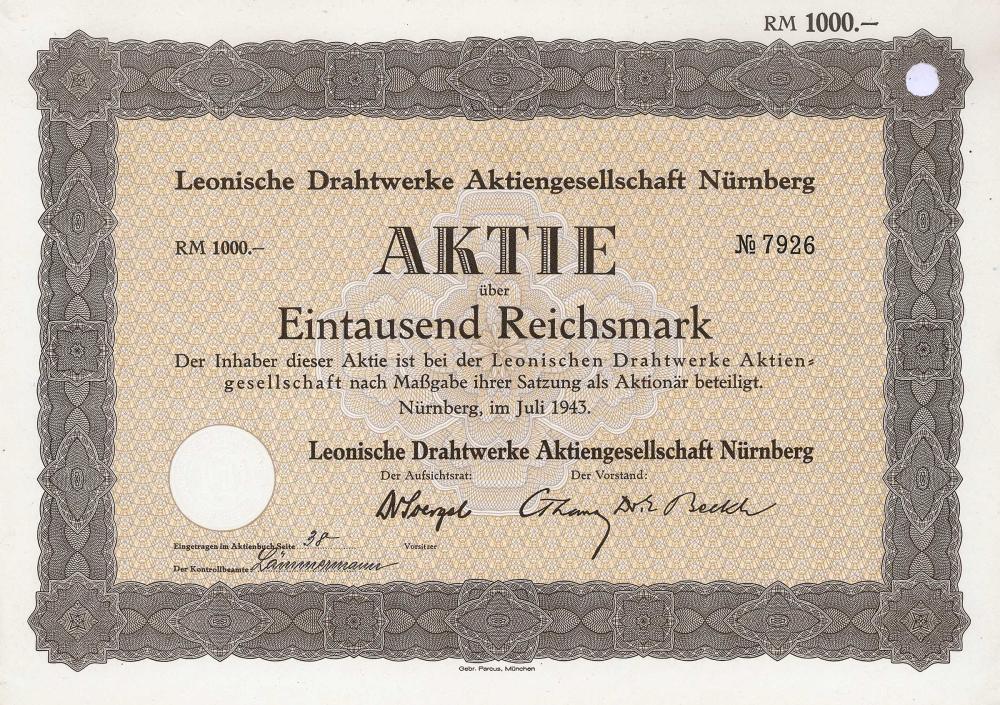 RM 1000.—
Leonische Drahtwerke Aktiengesellschaft Nürnberg
RM 1000.— AKTIE № 7926
über
Eintausend Reichsmark
Der Inhaber dieser Aktie ist bei der Leonischen Drahtwerke Aktien=
gesellschaft nach Maßgabe ihrer Satzung als Aktionär beteiligt.
Nürnberg, im Juli 1943.
Leonische Drahtwerke Aktiengesellschaft Nürnberg
Der Aufsichtsrat: Der Vorstand:
Eingetragen im Aktienbuch Seite 38 Vorsitzer
Der Kontrollbeamte: Lämmermann
Gebr. Parcus, München